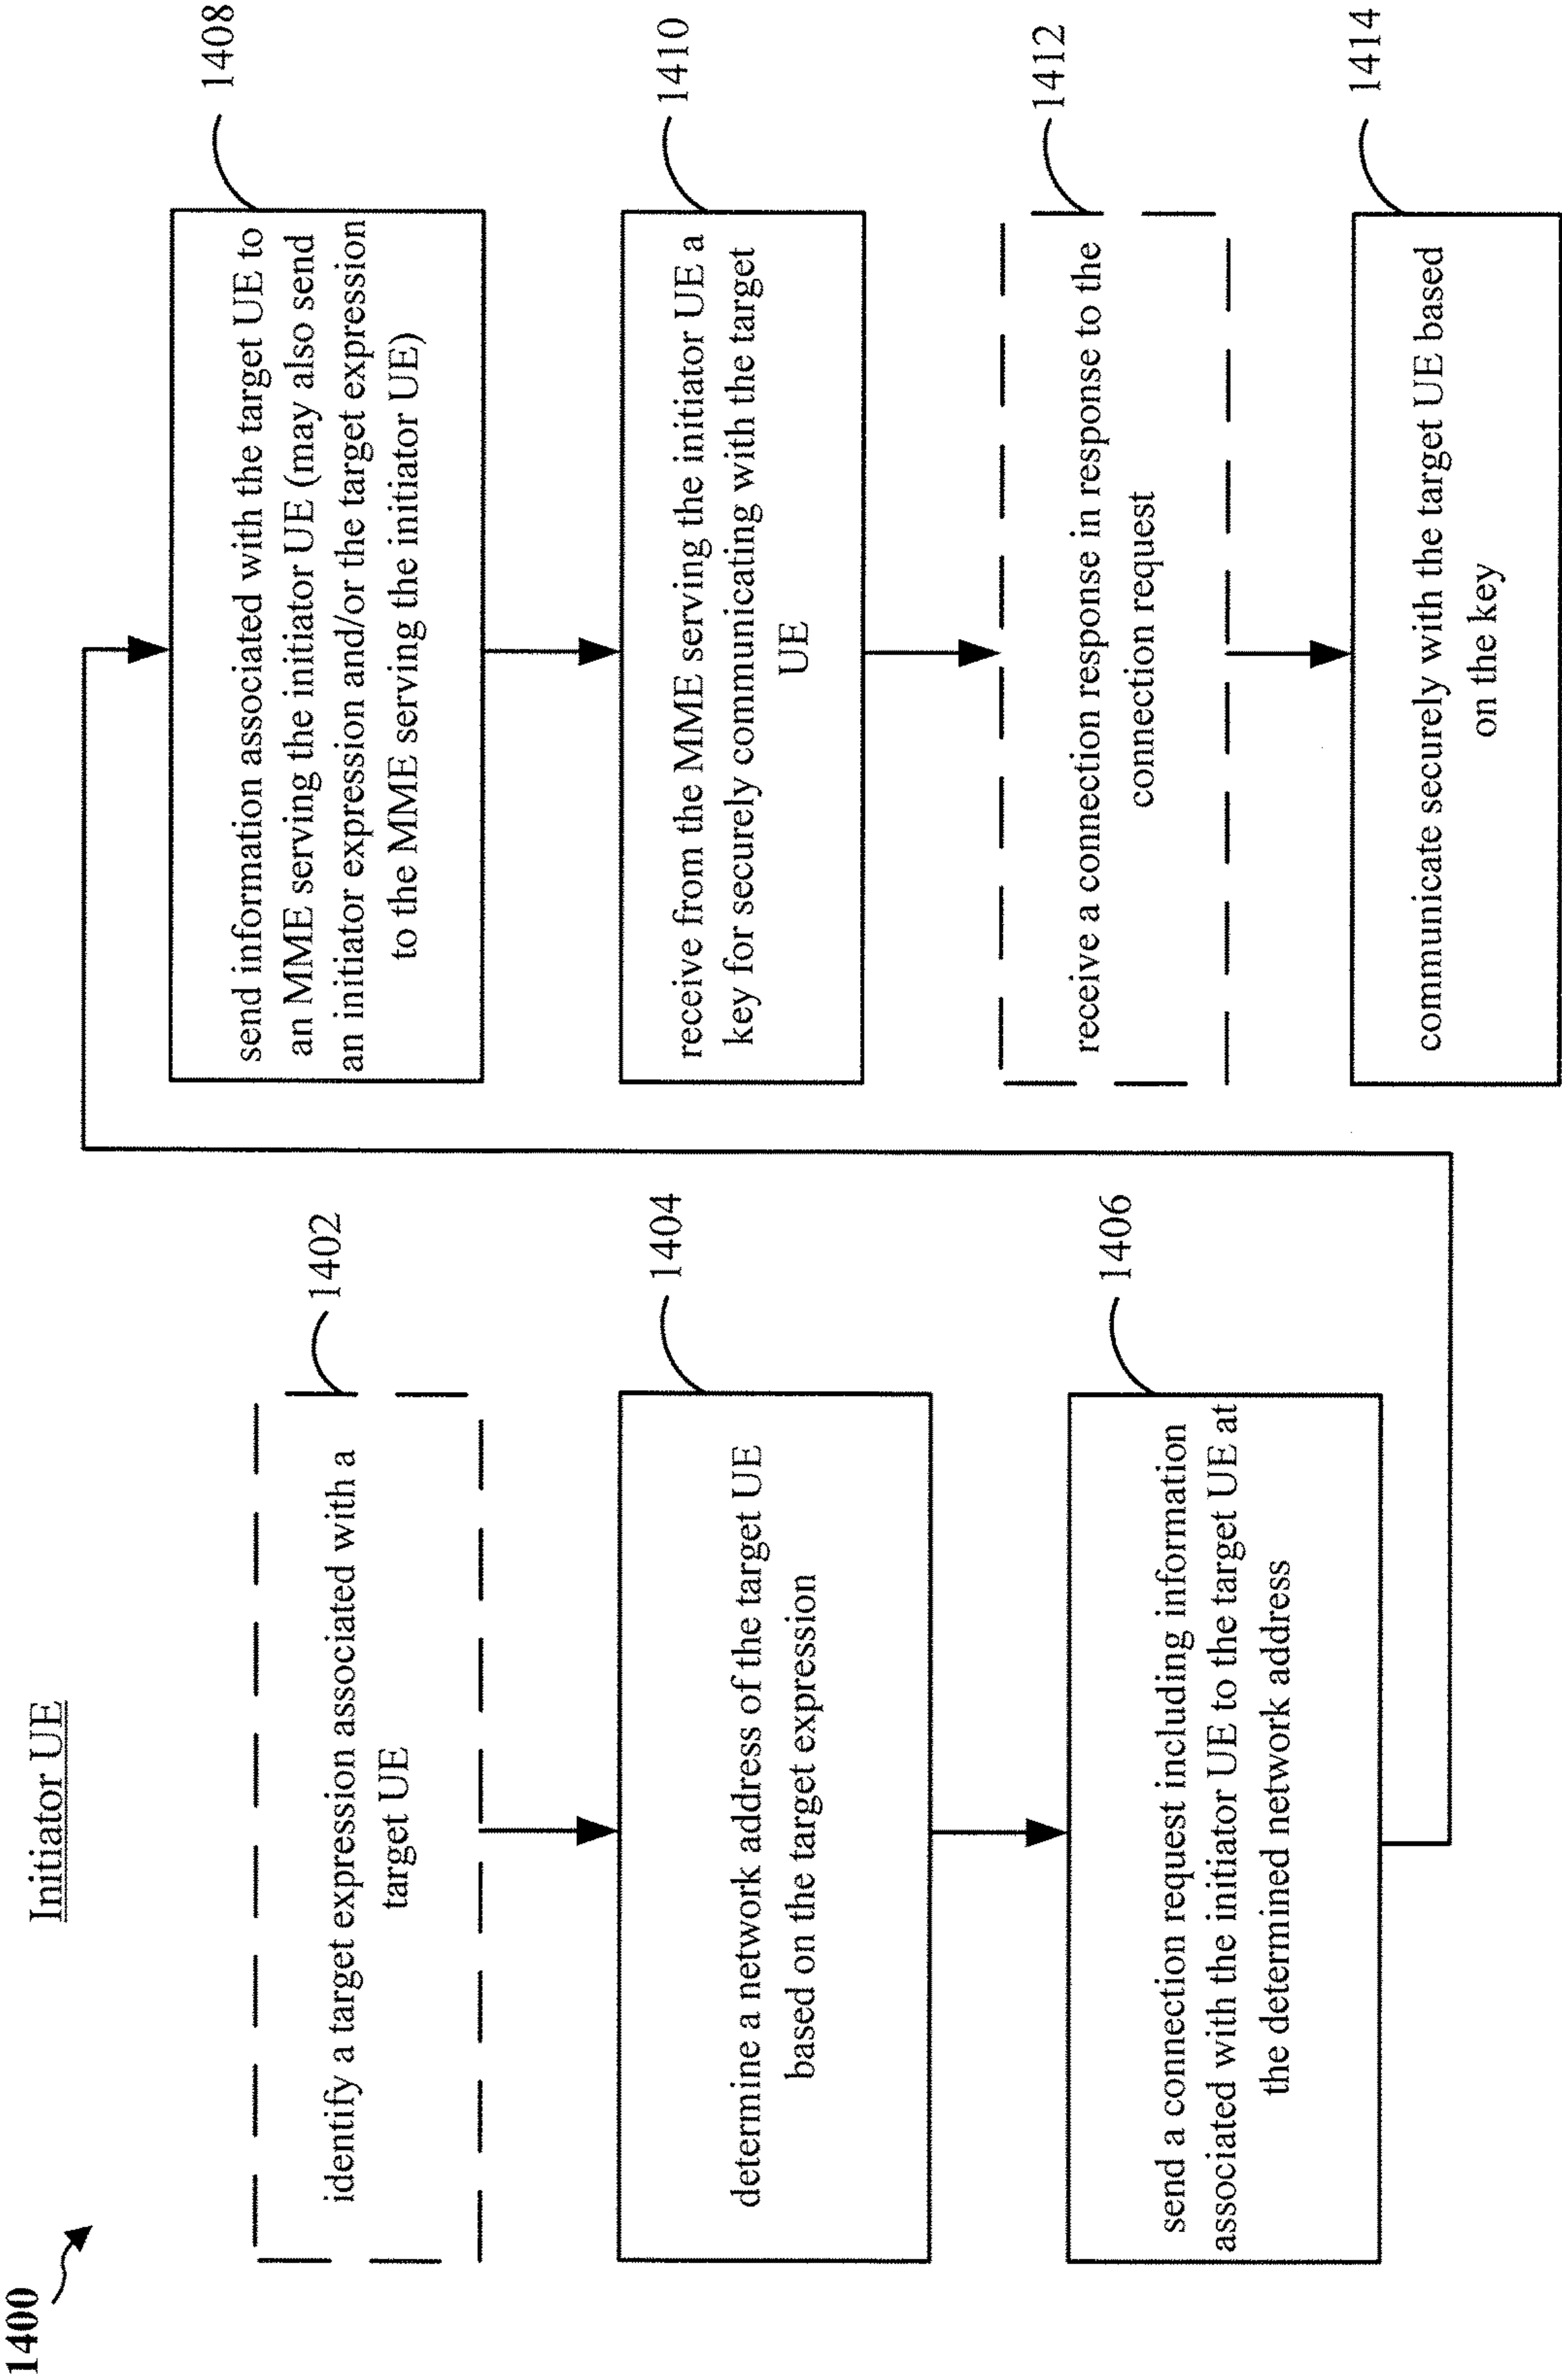 1400
Initiator UE
1402
identify a target expression associated with a
target UE
1404
determine a network address of the target UE
based on the target expression
1406
send a connection request including information
associated with the initiator UE to the target UE at
the determined network address
1408
send information associated with the target UE to
an MME serving the initiator UE (may also send
an initiator expression and/or the target expression
to the MME serving the initiator UE)
1410
receive from the MME serving the initiator UE a
key for securely communicating with the target
UE
1412
receive a connection response in response to the
connection request
1414
communicate securely with the target UE based
on the key